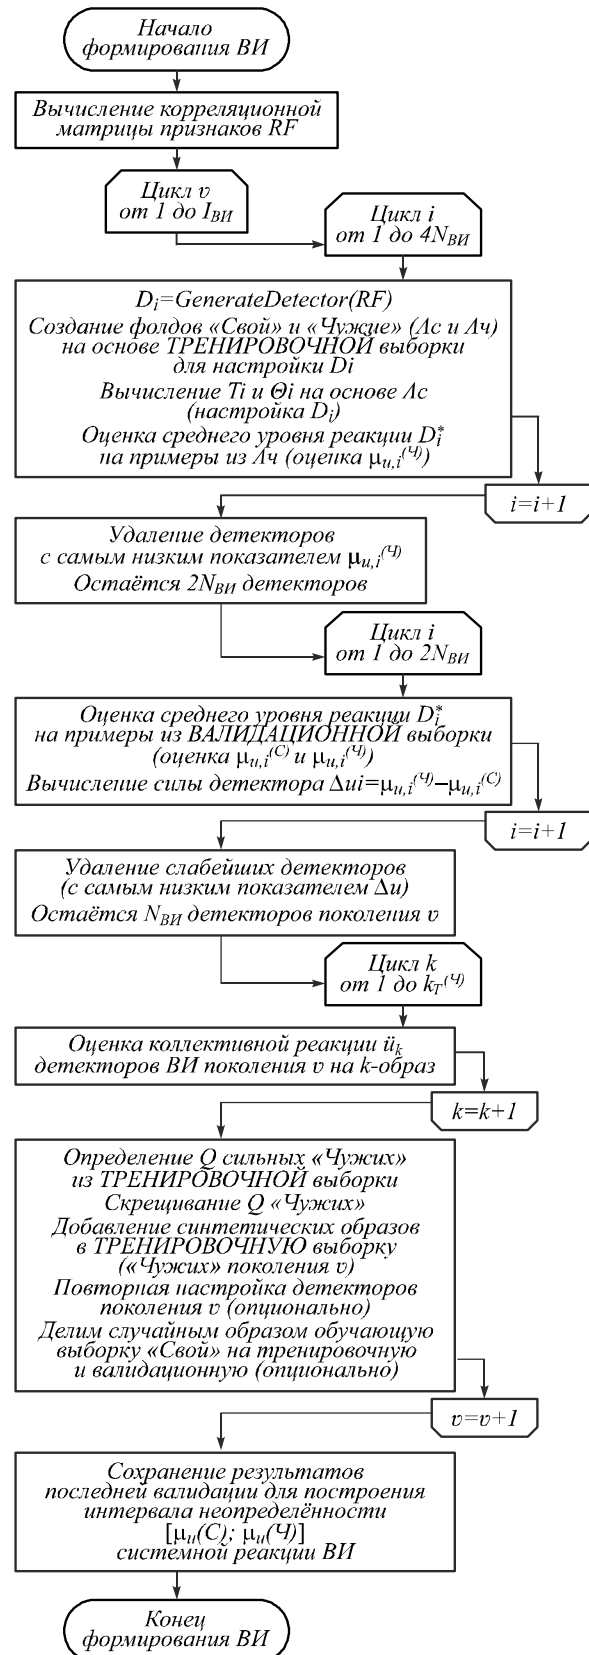 Начало
формирования ВИ
Вычисление корреляционной
матрицы признаков RF
Цикл v
от 1 до I_ВИ
Цикл i
от 1 до 4N_ВИ
D_i=GenerateDetector(RF)
Создание фолдов «Свой» и «Чужие» (Λс и Λч)
на основе ТРЕНИРОВОЧНОЙ выборки
для настройки Di
Вычисление Ti и Θi на основе Λс
(настройка D_i)
Оценка среднего уровня реакции D_i^*
на примеры из Λч (оценка μ_{u,i}^{(Ч)})
i=i+1
Удаление детекторов
с самым низким показателем μ_{u,i}^{(Ч)}
Остаётся 2N_ВИ детекторов
Цикл i
от 1 до 2N_ВИ
Оценка среднего уровня реакции D_i^*
на примеры из ВАЛИДАЦИОННОЙ выборки
(оценка μ_{u,i}^{(С)} и μ_{u,i}^{(Ч)})
Вычисление силы детектора Δui=μ_{u,i}^{(Ч)}−μ_{u,i}^{(С)}
i=i+1
Удаление слабейших детекторов
(с самым низким показателем Δu)
Остаётся N_ВИ детекторов поколения v
Цикл k
от 1 до k_T^{(Ч)}
Оценка коллективной реакции ü_k
детекторов ВИ поколения v на k-образ
k=k+1
Определение Q сильных «Чужих»
из ТРЕНИРОВОЧНОЙ выборки
Скрещивание Q «Чужих»
Добавление синтетических образов
в ТРЕНИРОВОЧНУЮ выборку
(«Чужих» поколения v)
Повторная настройка детекторов
поколения v (опционально)
Делим случайным образом обучающую
выборку «Свой» на тренировочную
и валидационную (опционально)
v=v+1
Сохранение результатов
последней валидации для построения
интервала неопределённости
[μ_u(С); μ_u(Ч)]
системной реакции ВИ
Конец
формирования ВИ